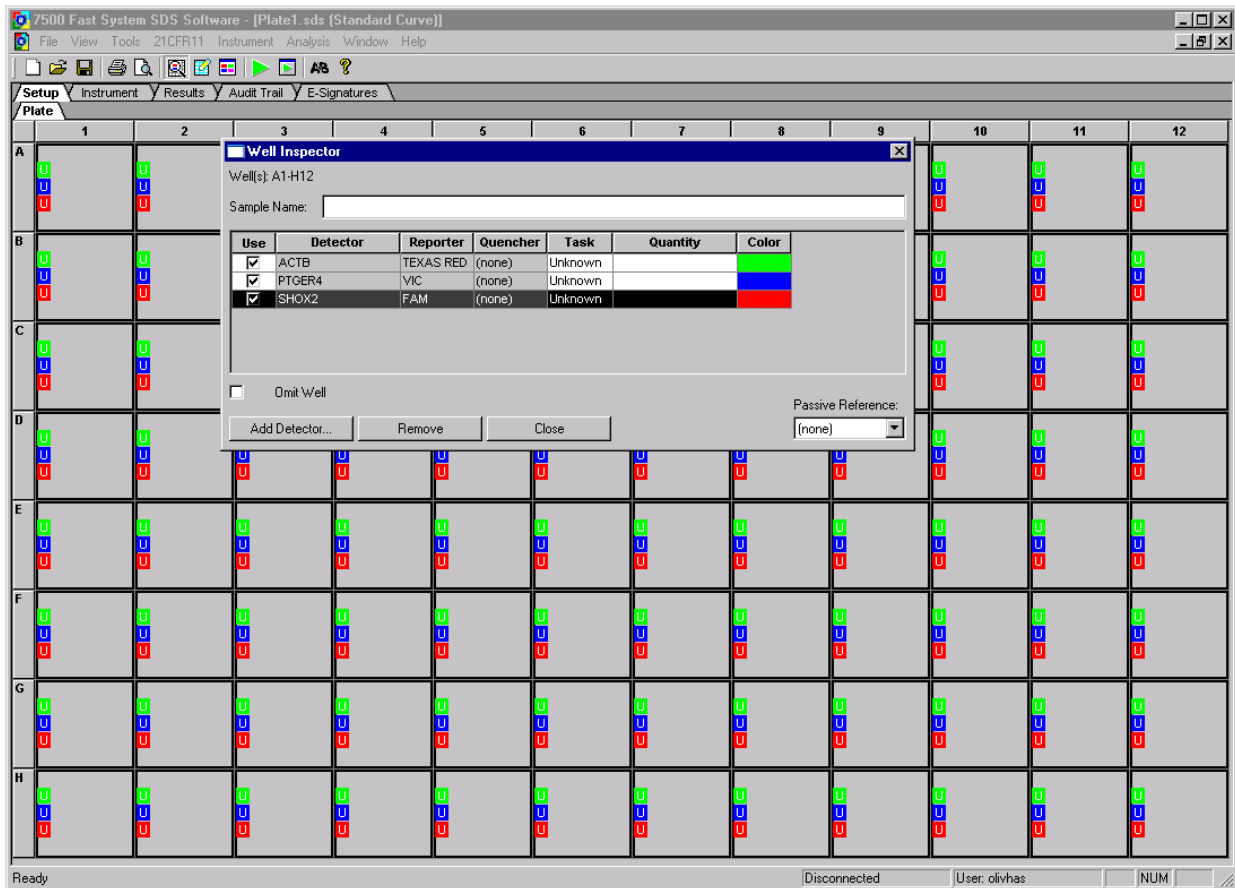 7500 Fast System SDS Software - [Plate1.sds (Standard Curve)]
File View Tools 21CFR11 Instrument Analysis Window Help
Setup Instrument Results Audit Trail E-Signatures
Plate
1 2 3 4 5 6 7 8 9 10 11 12
Well Inspector
Well(s): A1-H12
Sample Name:
Use Detector Reporter Quencher Task Quantity Color
ACTB TEXAS RED (none) Unknown
PTGER4 VIC (none) Unknown
SHOX2 FAM (none) Unknown
Omit Well
Passive Reference:
Add Detector... Remove Close (none)
A
U U U U U
U U U U U
U U U U U
B
U U U U U
U U U U U
U U U U U
C
U U U U U
U U U U U
U U U U U
D
U U U U U
U U U U U U U U U U U U
U U U U U U U U U U U U
E
U U U U U U U U U U U U
U U U U U U U U U U U U
U U U U U U U U U U U U
F
U U U U U U U U U U U U
U U U U U U U U U U U U
U U U U U U U U U U U U
G
U U U U U U U U U U U U
U U U U U U U U U U U U
U U U U U U U U U U U U
H
U U U U U U U U U U U U
U U U U U U U U U U U U
U U U U U U U U U U U U
Ready Disconnected User: olivhas NUM